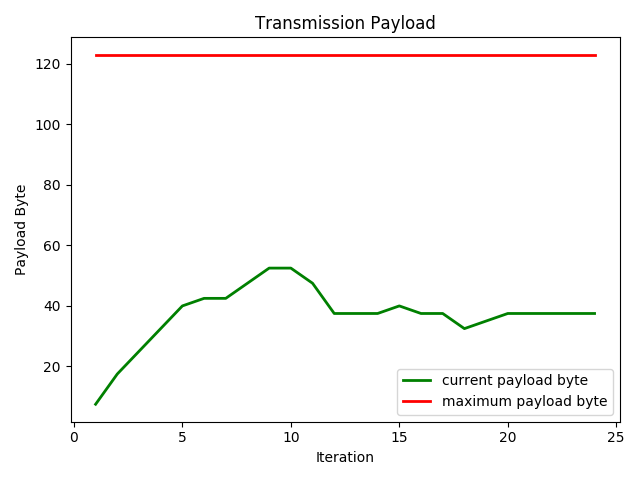 Transmission Payload
120
100
80
60
40
20
Payload Byte
0
5
10
15
20
25
Iteration
current payload byte
maximum payload byte